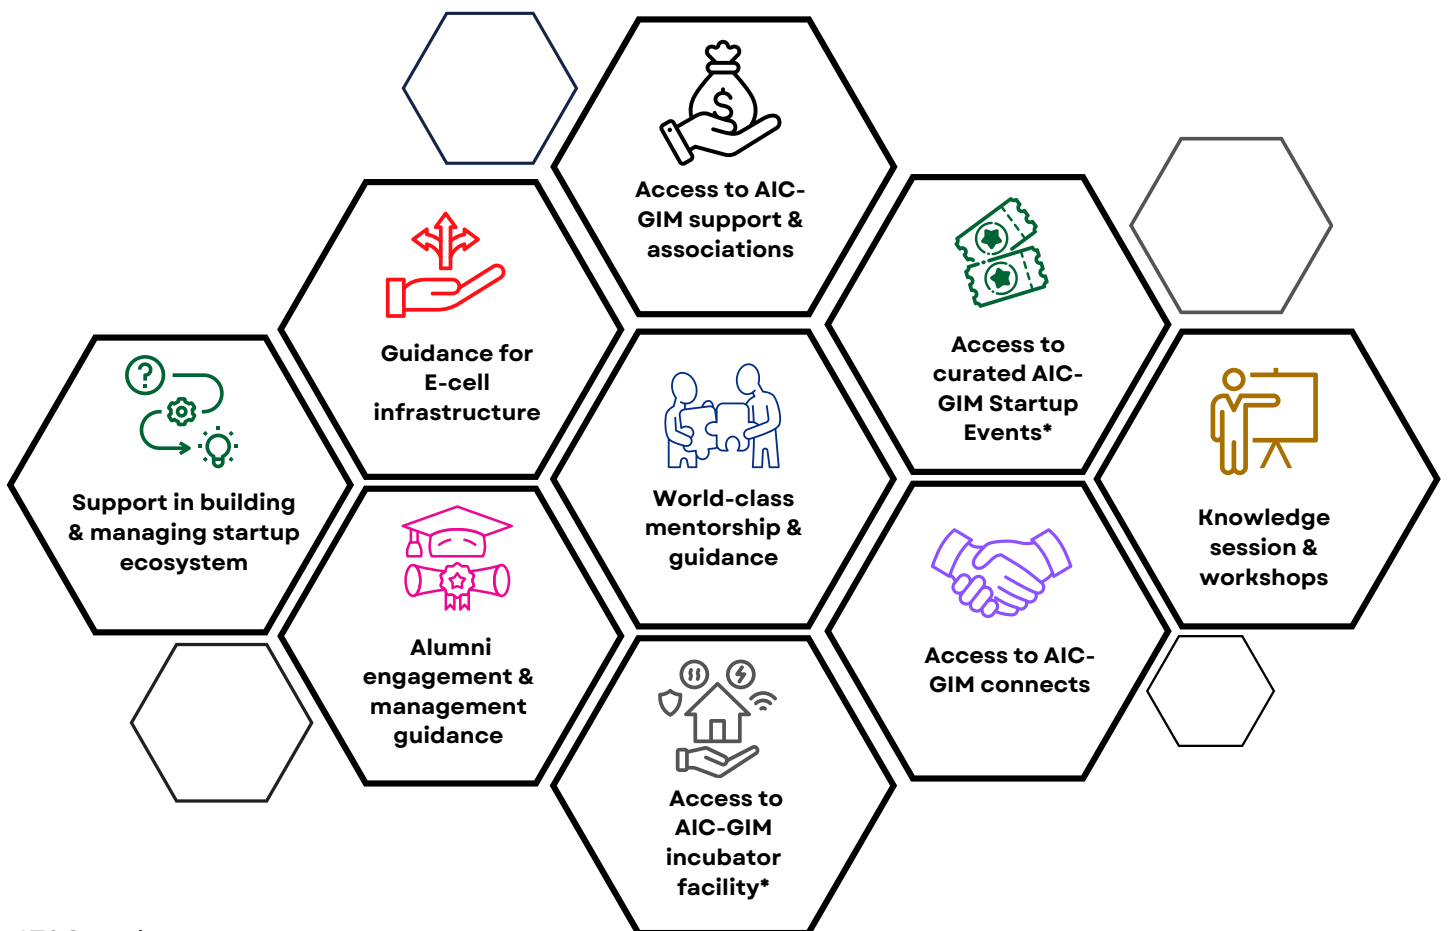 Access to AIC-
GIM support &
associations
Guidance for
E-cell
infrastructure
Access to
curated AIC-
GIM Startup
Events*
Support in building
& managing startup
ecosystem
World-class
mentorship &
guidance
Knowledge
session &
workshops
Alumni
engagement &
management
guidance
Access to AIC-
GIM connects
Access to
AIC-GIM
incubator
facility*